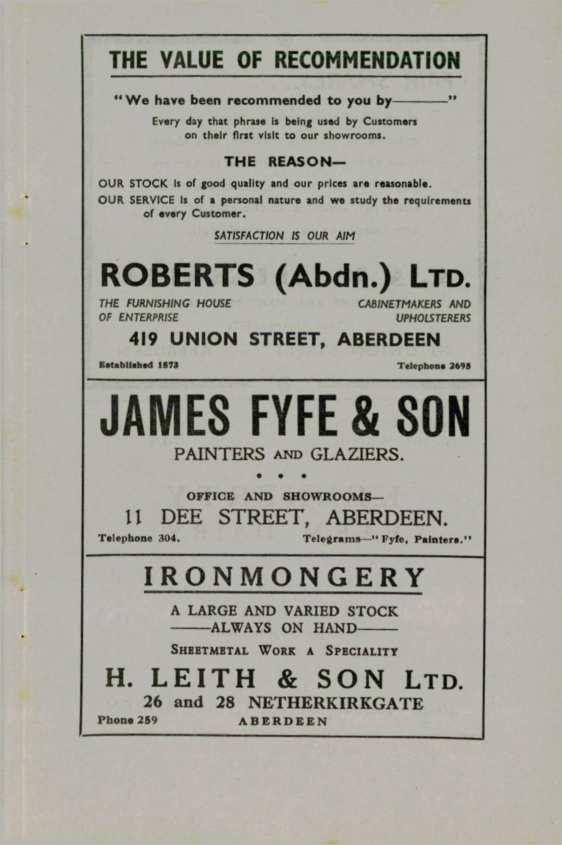 THE VALUE OF RECOMMENDATION
"We have been recommended to you by———"
Every day that phrase is being used by Customers
on their first visit to our showrooms.
THE REASON—
OUR STOCK is of good quality and our prices are reasonable.
OUR SERVICE is of a personal nature and we study the requirements
of every Customer.
SATISFACTION IS OUR AIM
ROBERTS (Abdn.) LTD.
THE FURNISHING HOUSE CABINETMAKERS AND
OF ENTERPRISE UPHOLSTERERS
419 UNION STREET, ABERDEEN
Established 1873 Telephone 2698
JAMES FYFE & SON
PAINTERS AND GLAZIERS.
OFFICE AND SHOWROOMS—
11 DEE STREET, ABERDEEN.
Telephone 304. Telegrams—"Fyfe, Painters."
IRONMONGERY
A LARGE AND VARIED STOCK
——ALWAYS ON HAND——
SHEETMETAL WORK A SPECIALITY
H. LEITH & SON LTD.
26 and 28 NETHERKIRKGATE
Phone 259 ABERDEEN